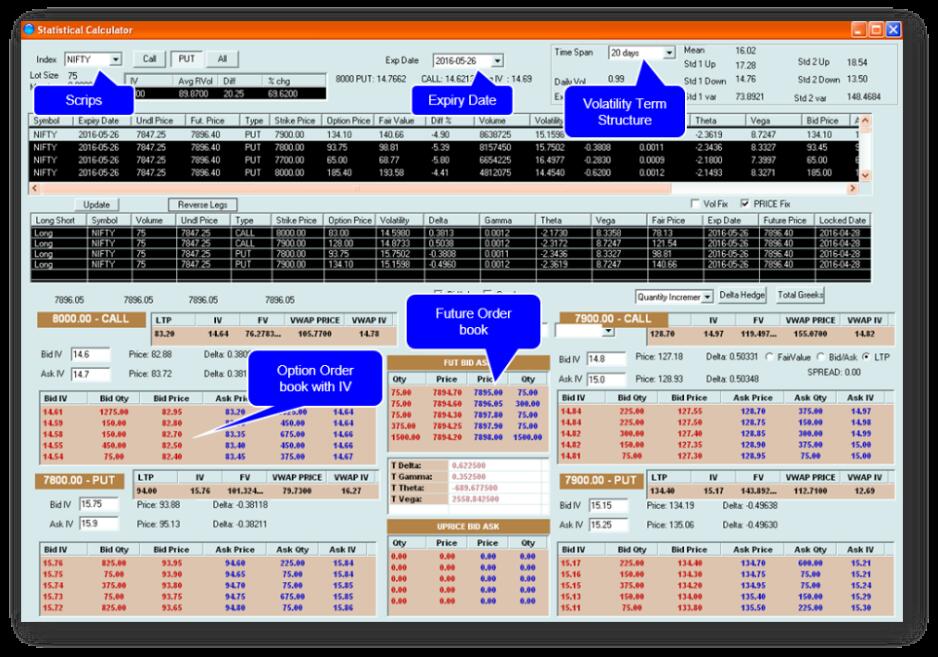 Statistical Calculator
Index NIFTY Call PUT All Exp Date 2016-05-26 Time Span 20 days Mean 16.02
Std 1 Up 17.28 Std 2 Up 18.54
Lot Size 75 IV Avg RVol Diff % chg 8000 PUT: 14.7662 CALL: IV : 14.69 Daily Vol 0.99 Std 1 Down 14.76 Std 2 Down 13.50
89.8700 20.25 69.6200 Std 1 var 73.8921 Std 2 var 148.4684
Scrips
Expiry Date
Volatility Term
Structure
Symbol Expiry Date Undl Price Fut. Price Type Strike Price Option Price Fair Value Diff % Volume Theta Vega Bid Price
NIFTY 2016-05-26 7847.25 7896.40 PUT 7900.00 134.10 140.66 -4.90 8638725 15.1598 -2.3619 8.7247 134.10
NIFTY 2016-05-26 7847.25 7896.40 PUT 7800.00 93.75 98.81 -5.39 8157450 15.7502 -0.3808 0.0011 -2.3436 8.3327 93.45
NIFTY 2016-05-26 7847.25 7896.40 PUT 7700.00 65.00 68.77 -5.80 6654225 16.4977 -0.2830 0.0009 -2.1800 7.3997 65.00
NIFTY 2016-05-26 7847.25 7896.40 PUT 8000.00 185.40 193.58 -4.41 4812075 14.4540 -0.6200 0.0012 -2.1493 8.3271 185.00
Update Reverse Legs Vol Fix PRICE Fix
Long Short Symbol Volume Undl Price Type Strike Price Option Price Volatility Delta Gamma Theta Vega Fair Price Exp Date Future Price Locked Date
Long NIFTY 75 7847.25 CALL 8000.00 83.00 14.5980 0.3813 0.0012 -2.1730 8.3358 78.13 2016-05-26 7896.40 2016-04-28
Long NIFTY 75 7847.25 CALL 7900.00 128.00 14.8733 0.5038 0.0012 -2.3172 8.7247 121.54 2016-05-26 7896.40 2016-04-28
Long NIFTY 75 7847.25 PUT 7800.00 93.75 15.7502 -0.3808 0.0011 -2.3436 8.3327 98.81 2016-05-26 7896.40 2016-04-28
Long NIFTY 75 7847.25 PUT 7900.00 134.10 15.1598 -0.4960 0.0012 -2.3619 8.7247 140.66 2016-05-26 7896.40 2016-04-28
7896.05 7896.05 7896.05 7896.05 Quantity Incremer Delta Hedge Total Greeks
8000.00 - CALL LTP IV FV VWAP PRICE VWAP IV
83.20 14.64 76.2783... 105.7700 14.78
Bid IV 14.6 Price: 82.88 Delta:
Ask IV 14.7 Price: 83.72 Delta:
Option Order
book with IV
Bid IV Bid Qty Bid Price Ask Ask IV
14.61 1275.00 82.95 83.20 14.64
14.59 150.00 82.80 450.00 14.64
14.58 150.00 82.70 83.35 675.00 14.66
14.55 450.00 82.50 83.40 450.00 14.66
14.54 75.00 82.40 83.45 375.00 14.67
Future Order
book
FUT BID ASK
Qty Price Price Qty
75.00 7894.70 7895.00 75.00
75.00 7894.60 7896.05 300.00
75.00 7894.30 7897.80 75.00
375.00 7894.25 7897.90 75.00
1500.00 7894.20 7898.00 1500.00
7900.00 - CALL LTP IV FV VWAP PRICE VWAP IV
128.70 14.97 119.497... 155.0700 14.82
Bid IV 14.8 Price: 127.18 Delta: 0.50331 FairValue Bid/Ask LTP
Ask IV 15.0 Price: 128.93 Delta: 0.50348 SPREAD: 0.00
Bid IV Bid Qty Bid Price Ask Price Ask Qty Ask IV
14.84 225.00 127.55 128.70 375.00 14.97
14.84 225.00 127.50 128.75 150.00 14.98
14.82 300.00 127.40 128.85 300.00 14.99
14.82 150.00 127.35 128.90 375.00 15.00
14.81 75.00 127.30 128.95 75.00 15.00
7800.00 - PUT LTP IV FV VWAP PRICE VWAP IV
94.00 15.76 101.324... 79.7300 16.27
Bid IV 15.75 Price: 93.88 Delta: -0.38118
Ask IV 15.9 Price: 95.13 Delta: -0.38211
Bid IV Bid Qty Bid Price Ask Price Ask Qty Ask IV
15.76 825.00 93.95 94.60 225.00 15.84
15.75 75.00 93.90 94.65 75.00 15.84
15.74 375.00 93.80 94.70 75.00 15.85
15.73 75.00 93.75 94.75 675.00 15.85
15.72 825.00 93.65 94.80 75.00 15.86
T Delta: 0.622500
T Gamma: 0.352500
T Theta: -689.677500
T Vega: 2558.842500
UPRICE BID ASK
Qty Price Price Qty
0.00 0.00 0.00 0.00
0.00 0.00 0.00 0.00
0.00 0.00 0.00 0.00
0.00 0.00 0.00 0.00
0.00 0.00 0.00 0.00
7900.00 - PUT LTP IV FV VWAP PRICE VWAP IV
134.40 15.17 143.892... 112.7100 12.69
Bid IV 15.15 Price: 134.19 Delta: -0.49638
Ask IV 15.25 Price: 135.06 Delta: -0.49630
Bid IV Bid Qty Bid Price Ask Price Ask Qty Ask IV
15.17 225.00 134.40 134.70 600.00 15.21
15.16 150.00 134.30 134.75 75.00 15.21
15.15 375.00 134.20 134.95 75.00 15.24
15.13 150.00 134.00 135.40 150.00 15.29
15.11 75.00 133.80 135.50 225.00 15.30